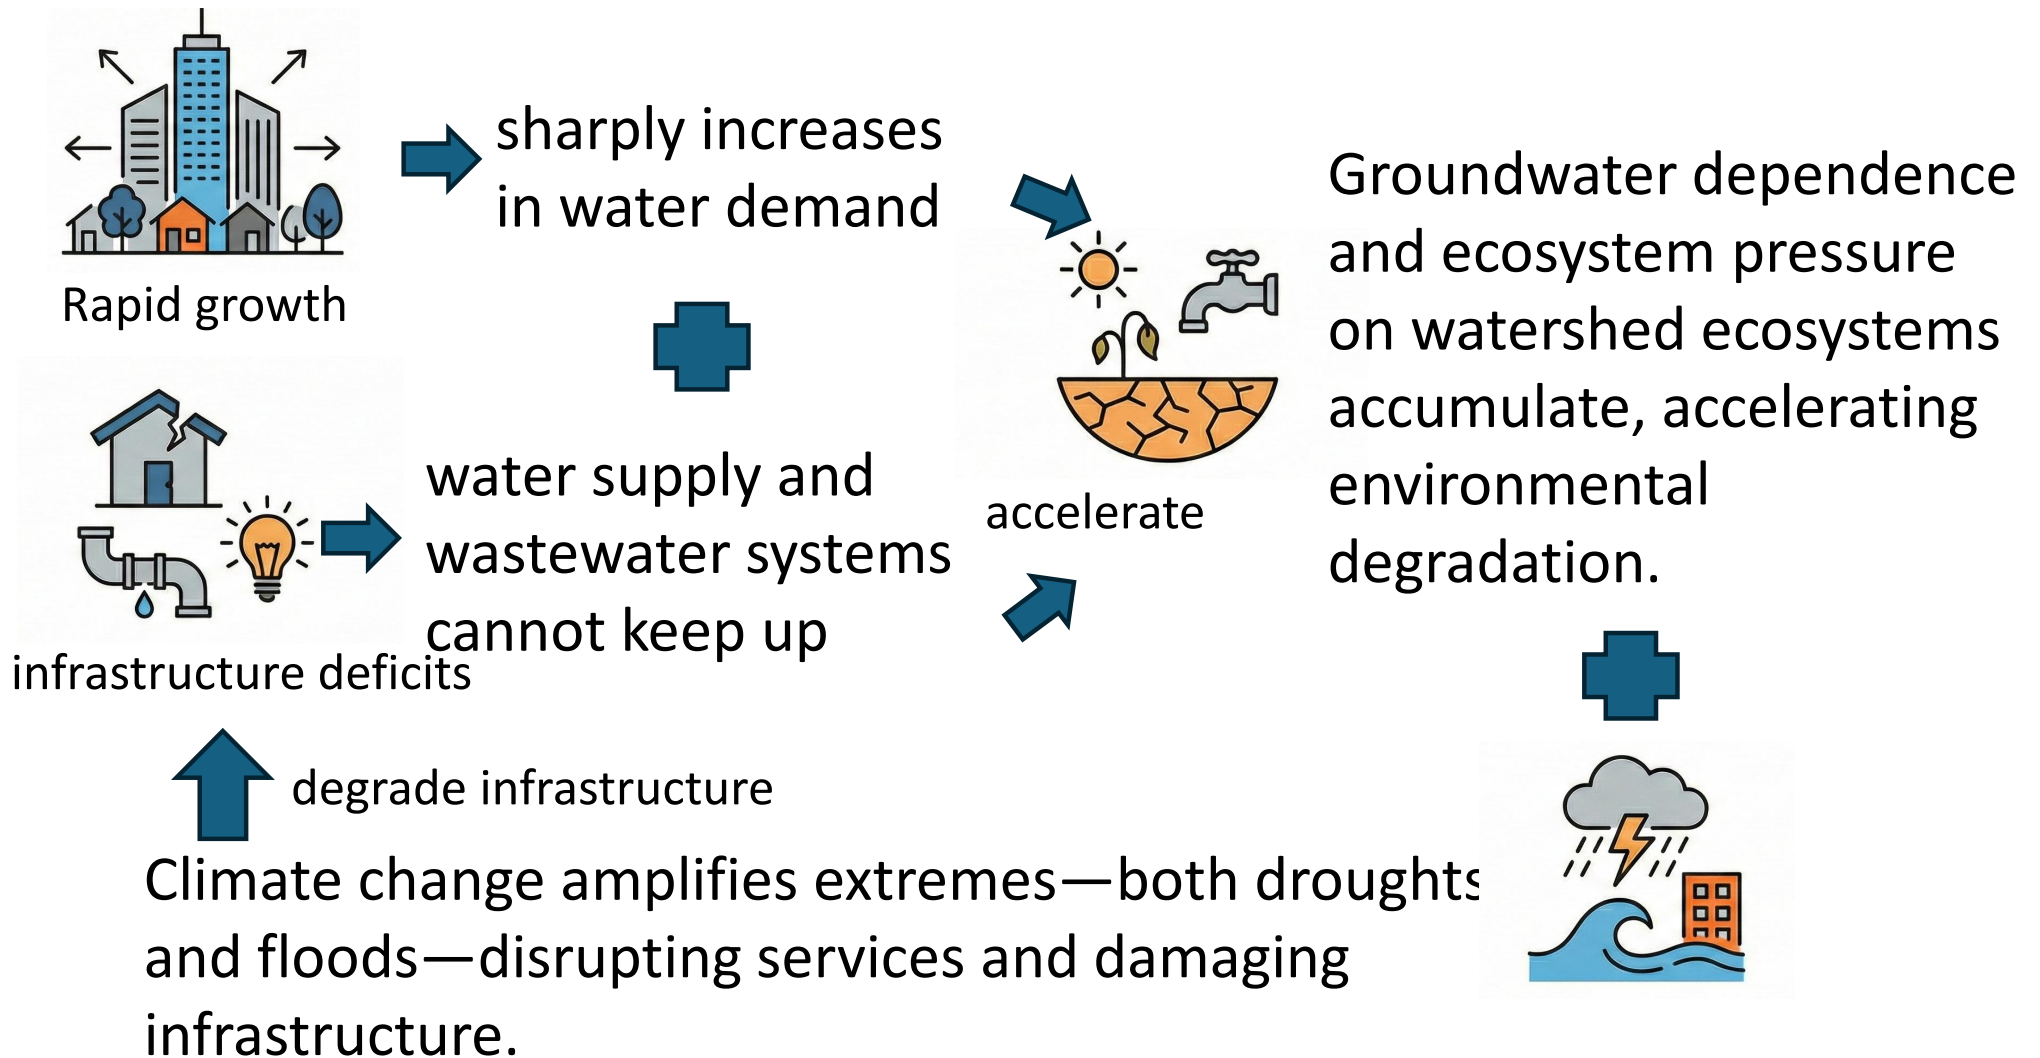 Rapid growth
sharply increases
in water demand
infrastructure deficits
water supply and
wastewater systems
cannot keep up
accelerate
Groundwater dependence
and ecosystem pressure
on watershed ecosystems
accumulate, accelerating
environmental
degradation.
degrade infrastructure
Climate change amplifies extremes—both droughts
and floods—disrupting services and damaging
infrastructure.